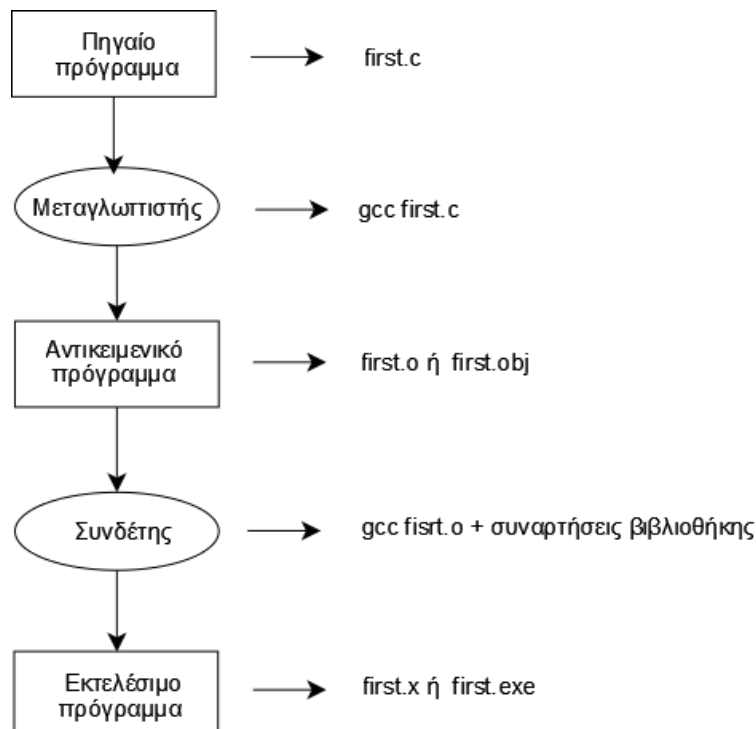 Πηγαίο
πρόγραμμα
first.c
Μεταγλωττιστής
gcc first.c
Αντικειμενικό
πρόγραμμα
first.o ή first.obj
Συνδέτης
gcc fisrt.o + συναρτήσεις βιβλιοθήκης
Εκτελέσιμο
πρόγραμμα
first.x ή first.exe